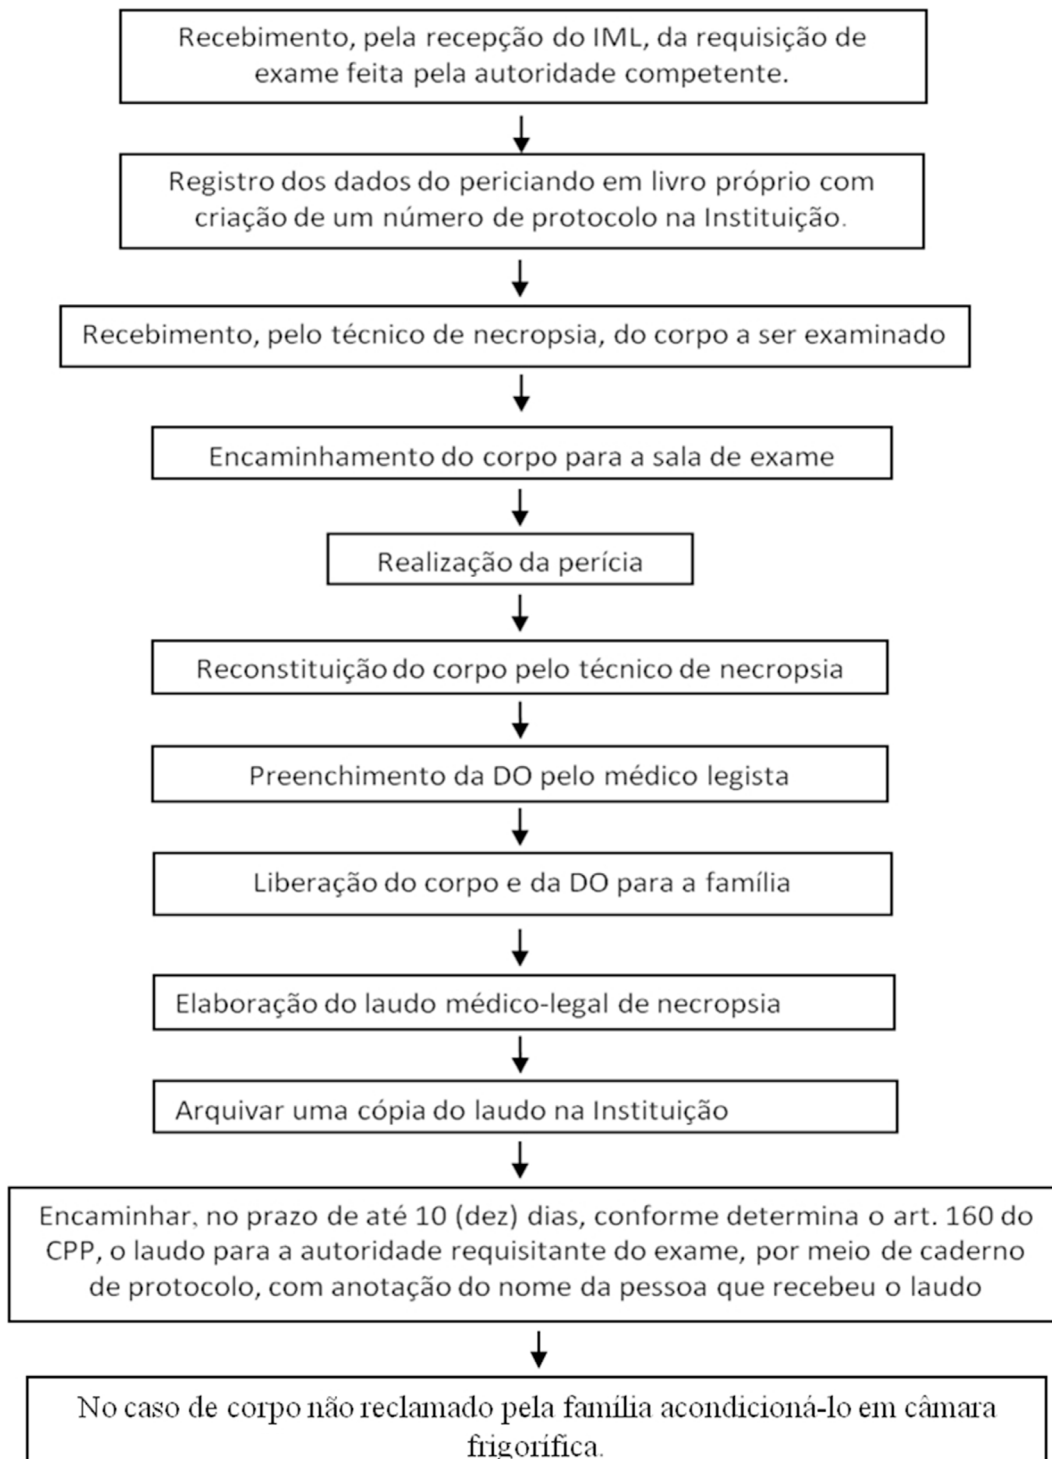 Recebimento, pela recepção do IML, da requisição de
exame feita pela autoridade competente.
Registro dos dados do periciando em livro próprio com
criação de um número de protocolo na Instituição.
Recebimento, pelo técnico de necropsia, do corpo a ser examinado
Encaminhamento do corpo para a sala de exame
Realização da perícia
Reconstituição do corpo pelo técnico de necropsia
Preenchimento da DO pelo médico legista
Liberação do corpo e da DO para a família
Elaboração do laudo médico-legal de necropsia
Arquivar uma cópia do laudo na Instituição
Encaminhar, no prazo de até 10 (dez) dias, conforme determina o art. 160 do
CPP, o laudo para a autoridade requisitante do exame, por meio de caderno
de protocolo, com anotação do nome da pessoa que recebeu o laudo
No caso de corpo não reclamado pela família acondicioná-lo em câmara
frigorífica.